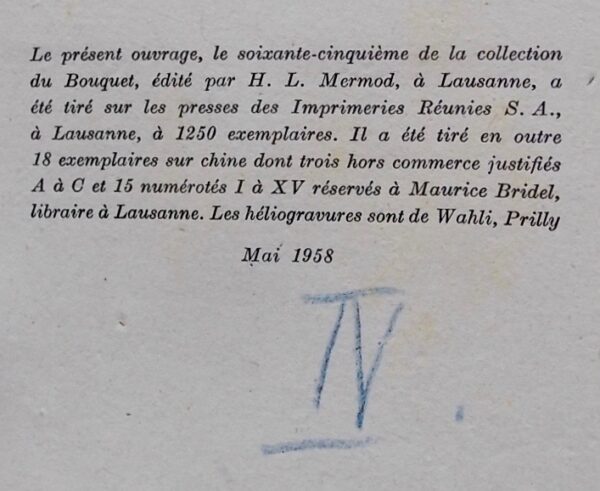 Le présent ouvrage, le soixante-cinquième de la collection
du Bouquet, édité par H. L. Mermod, à Lausanne, a
été tiré sur les presses des Imprimeries Réunies S. A.,
à Lausanne, à 1250 exemplaires. Il a été tiré en outre
18 exemplaires sur chine dont trois hors commerce justifiés
A à C et 15 numérotés I à XV réservés à Maurice Bridel,
libraire à Lausanne. Les héliogravures sont de Wahli, Prilly
Mai 1958
IV.